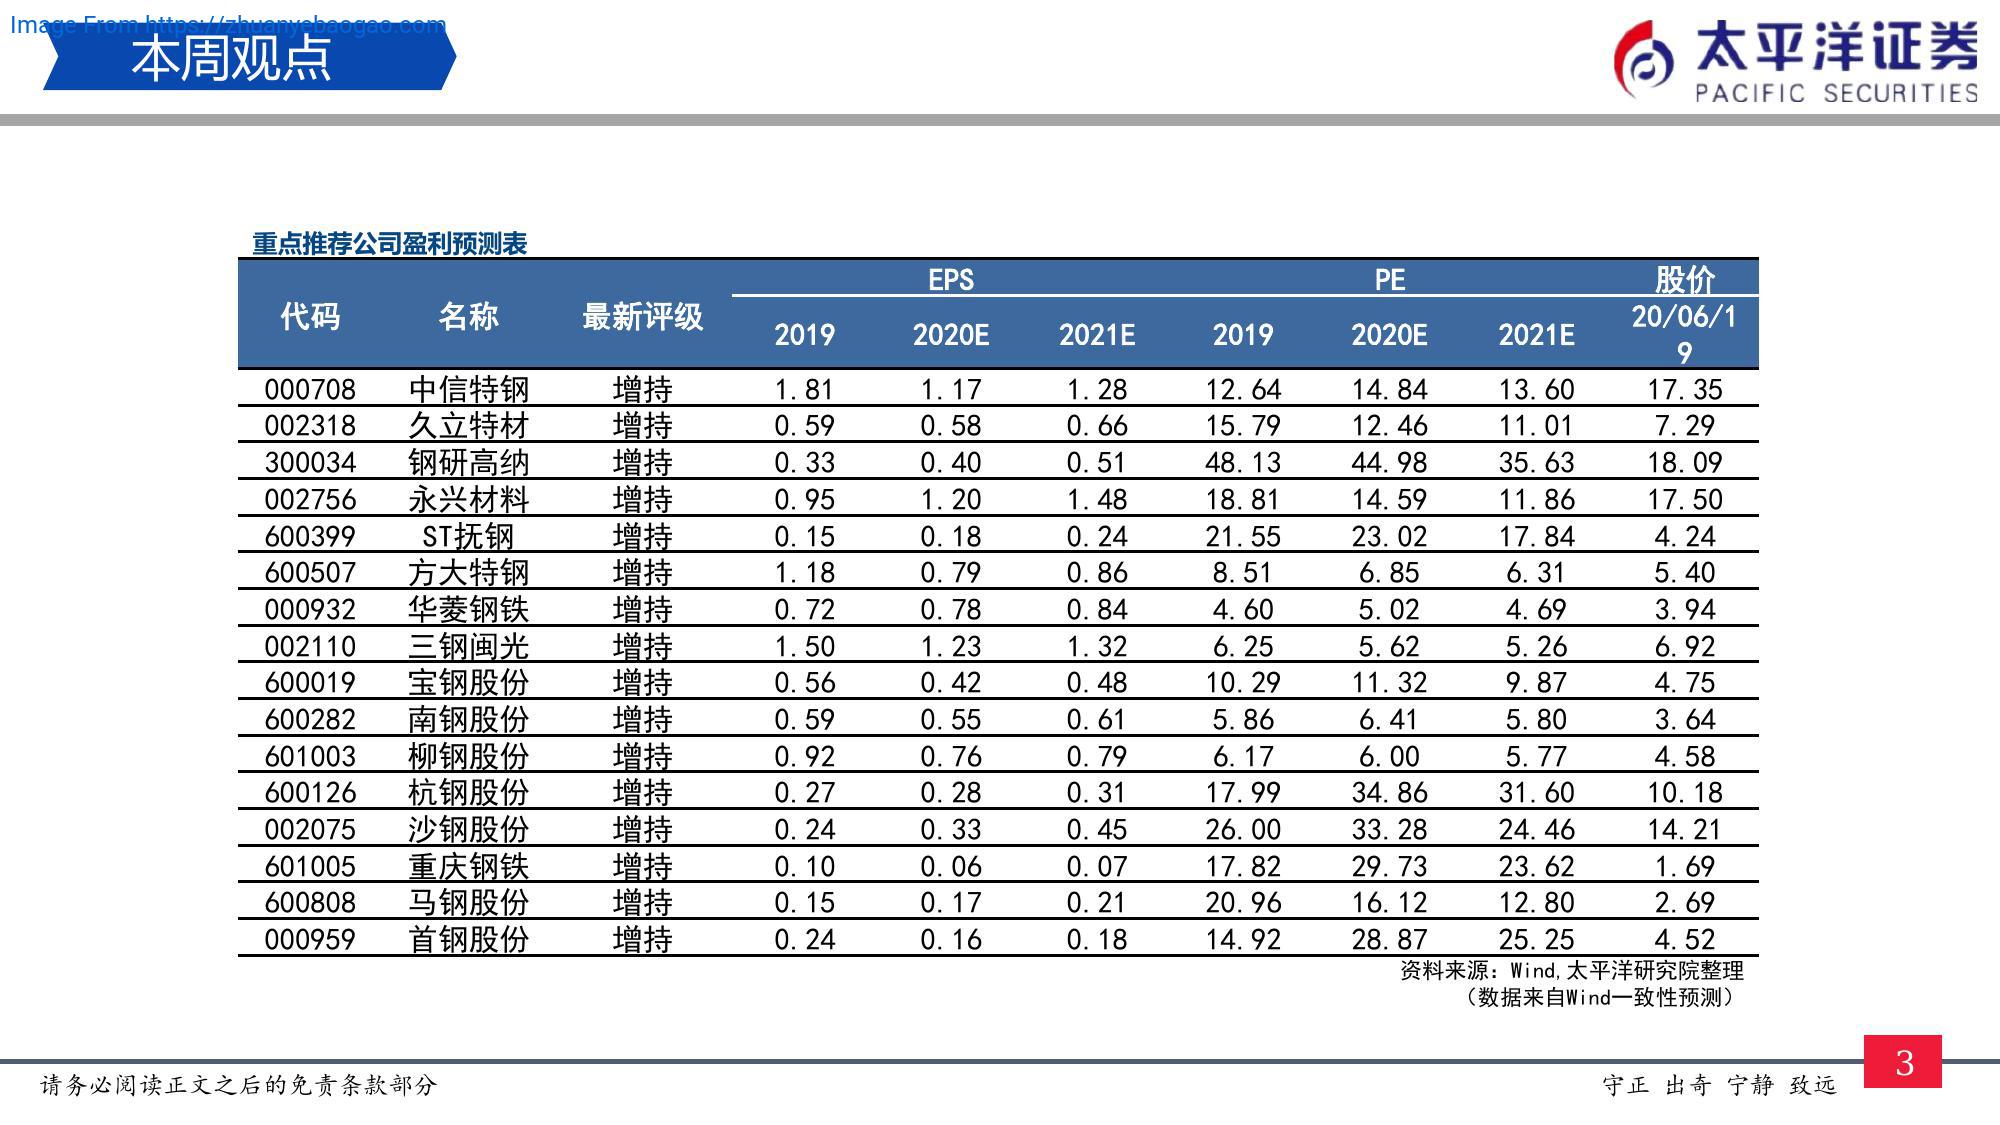 Image From https://zhuanyebaogao.com
本周观点
太平洋证券
PACIFIC SECURITIES
重点推荐公司盈利预测表
代码 名称 最新评级 EPS PE 股价
2019 2020E 2021E 2019 2020E 2021E 20/06/19
000708 中信特钢 增持 1.81 1.17 1.28 12.64 14.84 13.60 17.35
002318 久立特材 增持 0.59 0.58 0.66 15.79 12.46 11.01 7.29
300034 钢研高纳 增持 0.33 0.40 0.51 48.13 44.98 35.63 18.09
002756 永兴材料 增持 0.95 1.20 1.48 18.81 14.59 11.86 17.50
600399 ST抚钢 增持 0.15 0.18 0.24 21.55 23.02 17.84 4.24
600507 方大特钢 增持 1.18 0.79 0.86 8.51 6.85 6.31 5.40
000932 华菱钢铁 增持 0.72 0.78 0.84 4.60 5.02 4.69 3.94
002110 三钢闽光 增持 1.50 1.23 1.32 6.25 5.62 5.26 6.92
600019 宝钢股份 增持 0.56 0.42 0.48 10.29 11.32 9.87 4.75
600282 南钢股份 增持 0.59 0.55 0.61 5.86 6.41 5.80 3.64
601003 柳钢股份 增持 0.92 0.76 0.79 6.17 6.00 5.77 4.58
600126 杭钢股份 增持 0.27 0.28 0.31 17.99 34.86 31.60 10.18
002075 沙钢股份 增持 0.24 0.33 0.45 26.00 33.28 24.46 14.21
601005 重庆钢铁 增持 0.10 0.06 0.07 17.82 29.73 23.62 1.69
600808 马钢股份 增持 0.15 0.17 0.21 20.96 16.12 12.80 2.69
000959 首钢股份 增持 0.24 0.16 0.18 14.92 28.87 25.25 4.52
资料来源：Wind,太平洋研究院整理
（数据来自Wind一致性预测）
请务必阅读正文之后的免责条款部分
守正 出奇 宁静 致远
3